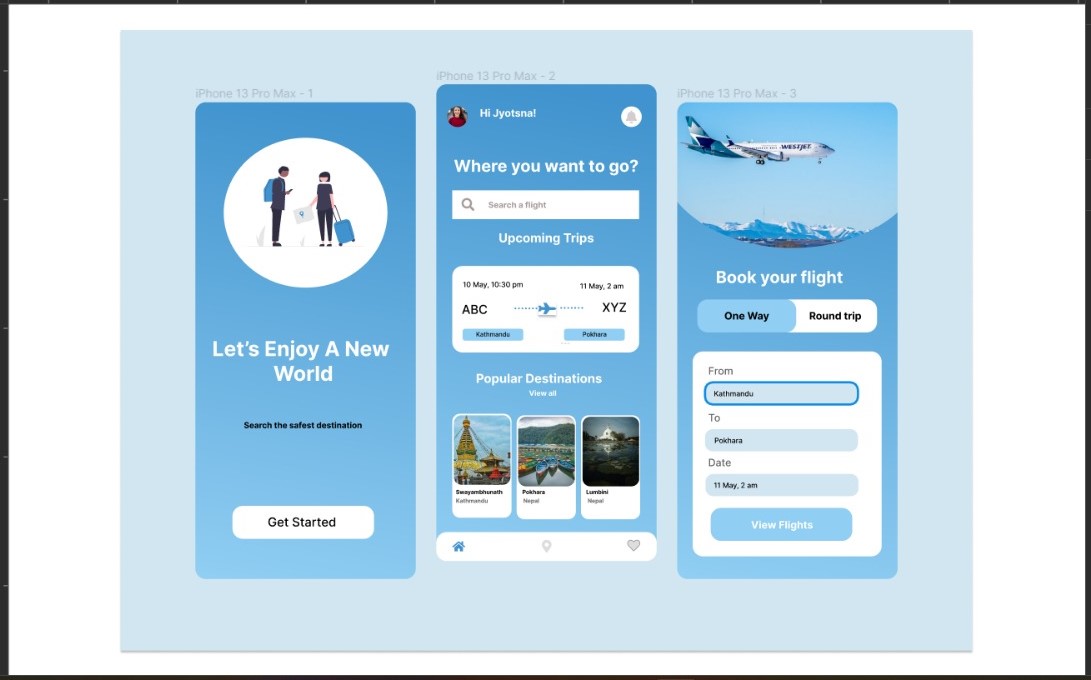 iPhone 13 Pro Max - 1
Let's Enjoy A New
World
Search the safest destination
Get Started
iPhone 13 Pro Max - 2
Hi Jyotsna!
Where you want to go?
Search a flight
Upcoming Trips
10 May, 10:30 pm
11 May, 2 am
ABC
XYZ
Kathmandu
Pokhara
Popular Destinations
View all
Swayambhunath
Kathmandu
Pokhara
Nepal
Lumbini
Nepal
iPhone 13 Pro Max - 3
WESTJET
Book your flight
One Way
Round trip
From
Kathmandu
To
Pokhara
Date
11 May, 2 am
View Flights